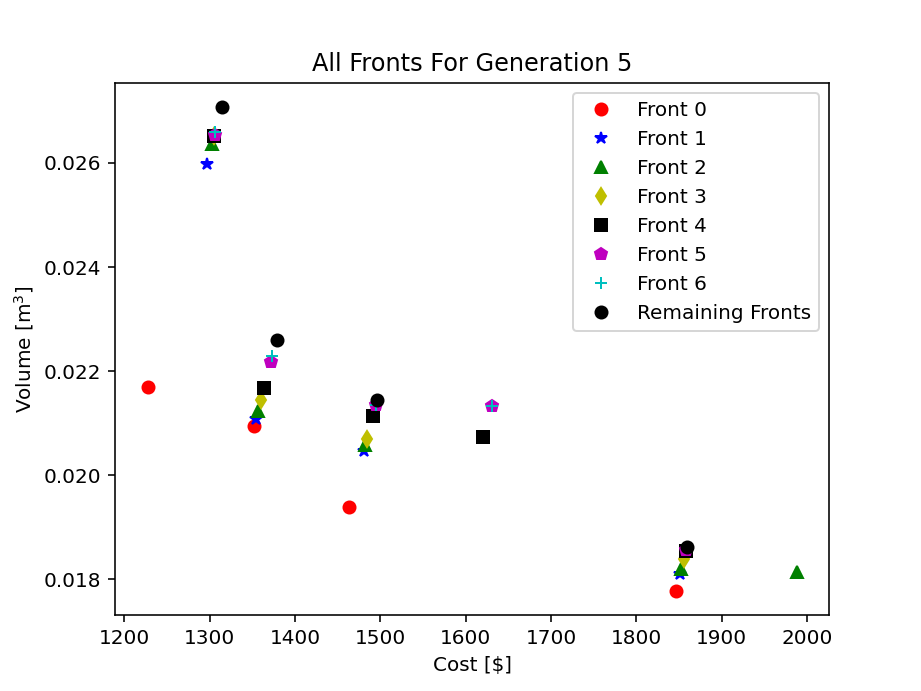 All Fronts For Generation 5
Front 0
Front 1
Front 2
Front 3
Front 4
Front 5
Front 6
Remaining Fronts
Volume [m³]
0.026
0.024
0.022
0.020
0.018
1200 1300 1400 1500 1600 1700 1800 1900 2000
Cost [$]